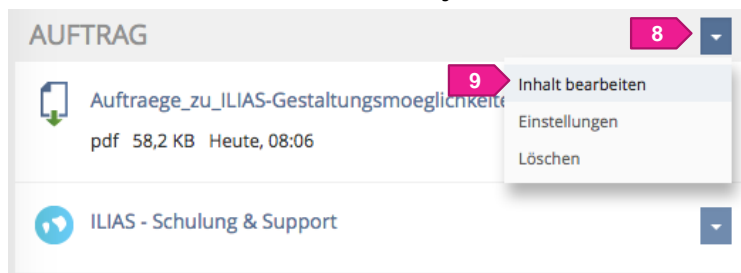 AUFTRAG
8
9
Inhalt bearbeiten
Auftraege_zu_ILIAS-Gestaltungsmoeglichkeite
Einstellungen
pdf 58,2 KB Heute, 08:06
Löschen
ILIAS - Schulung & Support